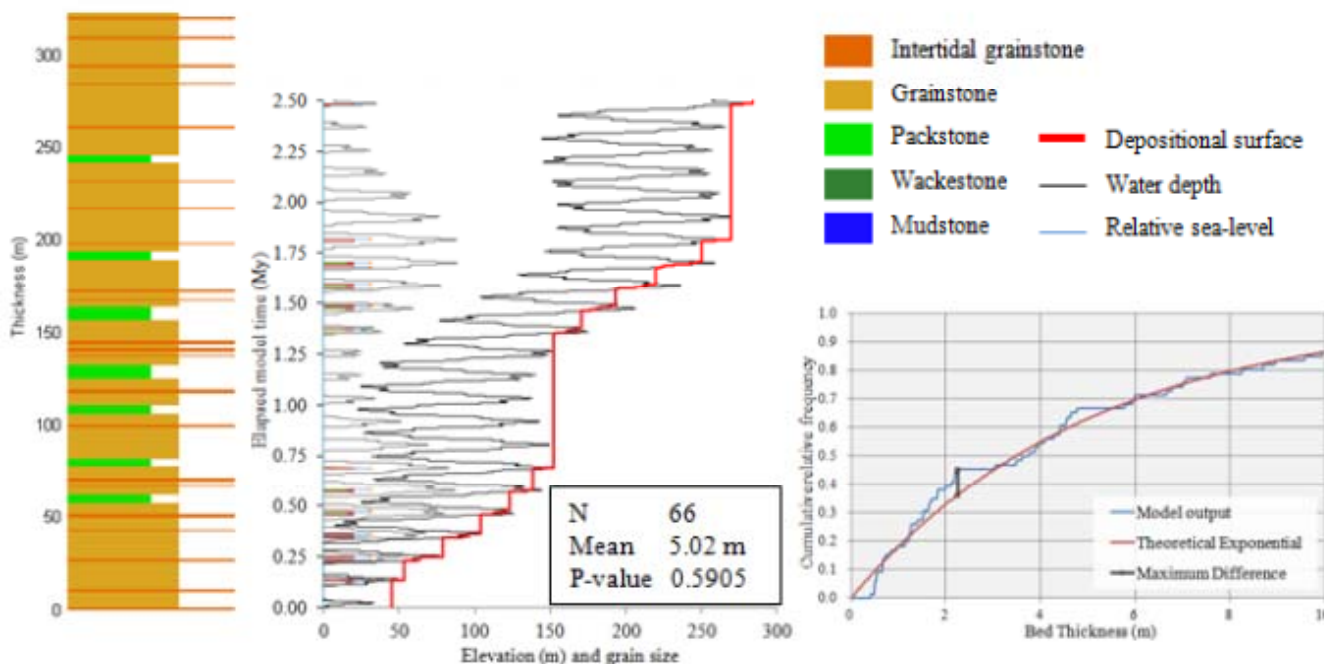 300
250
200
150
100
50
0
Thickness (m)
2.50
2.25
2.00
1.75
1.50
1.25
1.00
0.75
0.50
0.25
0.00
Elapsed model time (My)
0 50 100 150 200 250 300
Elevation (m) and grain size
N 66
Mean 5.02 m
P-value 0.5905
Intertidal grainstone
Grainstone
Packstone
Wackestone
Mudstone
Depositional surface
Water depth
Relative sea-level
1.0
0.9
0.8
0.7
0.6
0.5
0.4
0.3
0.2
0.1
0.0
Cumulative relative frequency
Model output
Theoretical Exponential
Maximum Difference
0 2 4 6 8 10
Bed Thickness (m)